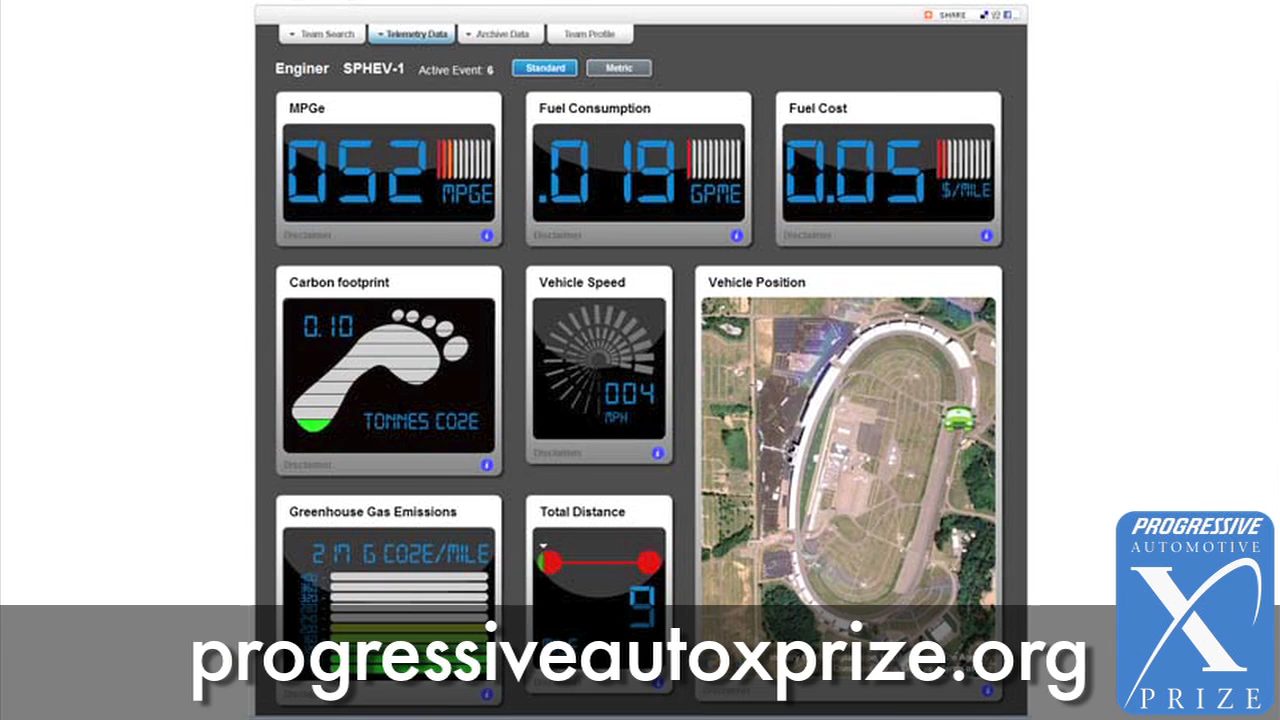 SHARE
Team Search
Telemetry Data
Archive Data
Team Profile
Enginer SPHEV-1 Active Event: 6
Standard
Metric
MPGe
052
MPGE
Disclaimer
Fuel Consumption
.0 19
GPME
Disclaimer
Fuel Cost
0.05
$/MILE
Disclaimer
Carbon footprint
0.10
TONNES CO2E
Disclaimer
Vehicle Speed
004
MPH
Disclaimer
Vehicle Position
Greenhouse Gas Emissions
217 G CO2E/MILE
Total Distance
9
progressiveautoxprize.org
PROGRESSIVE
AUTOMOTIVE
X
PRIZE